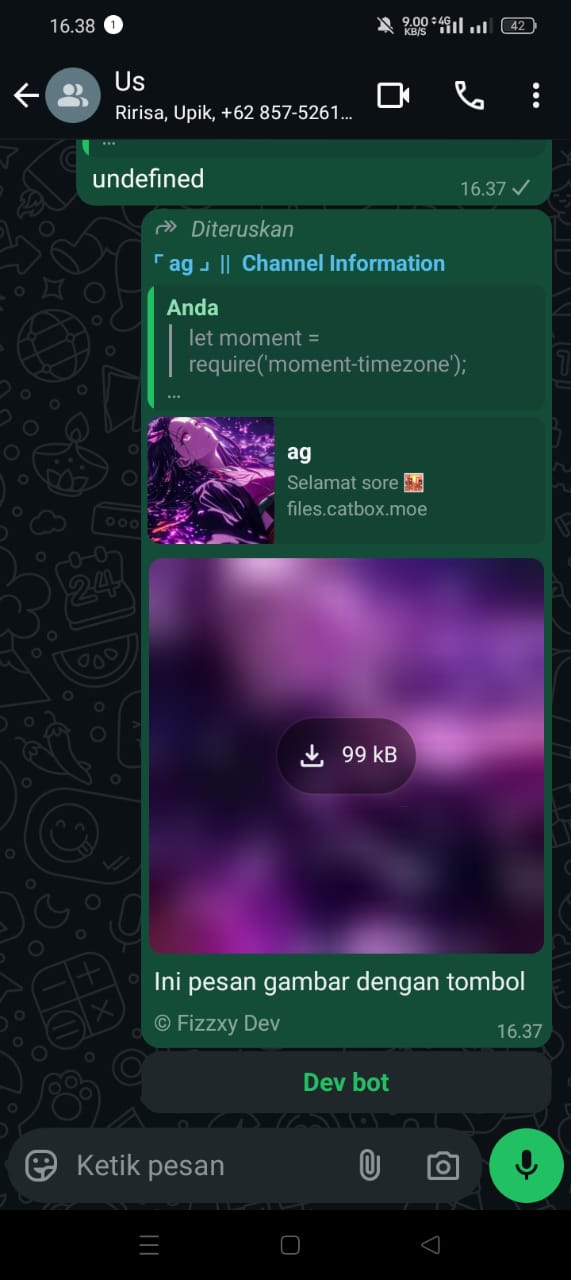 16.38 1 9.00 KB/S 4G 42
Us
Ririsa, Upik, +62 857-5261...
...
undefined
16.37
Diteruskan
「 ag 」 || Channel Information
Anda
let moment =
require('moment-timezone');
...
ag
Selamat sore 🌇
files.catbox.moe
99 kB
Ini pesan gambar dengan tombol
© Fizzxy Dev
16.37
Dev bot
Ketik pesan